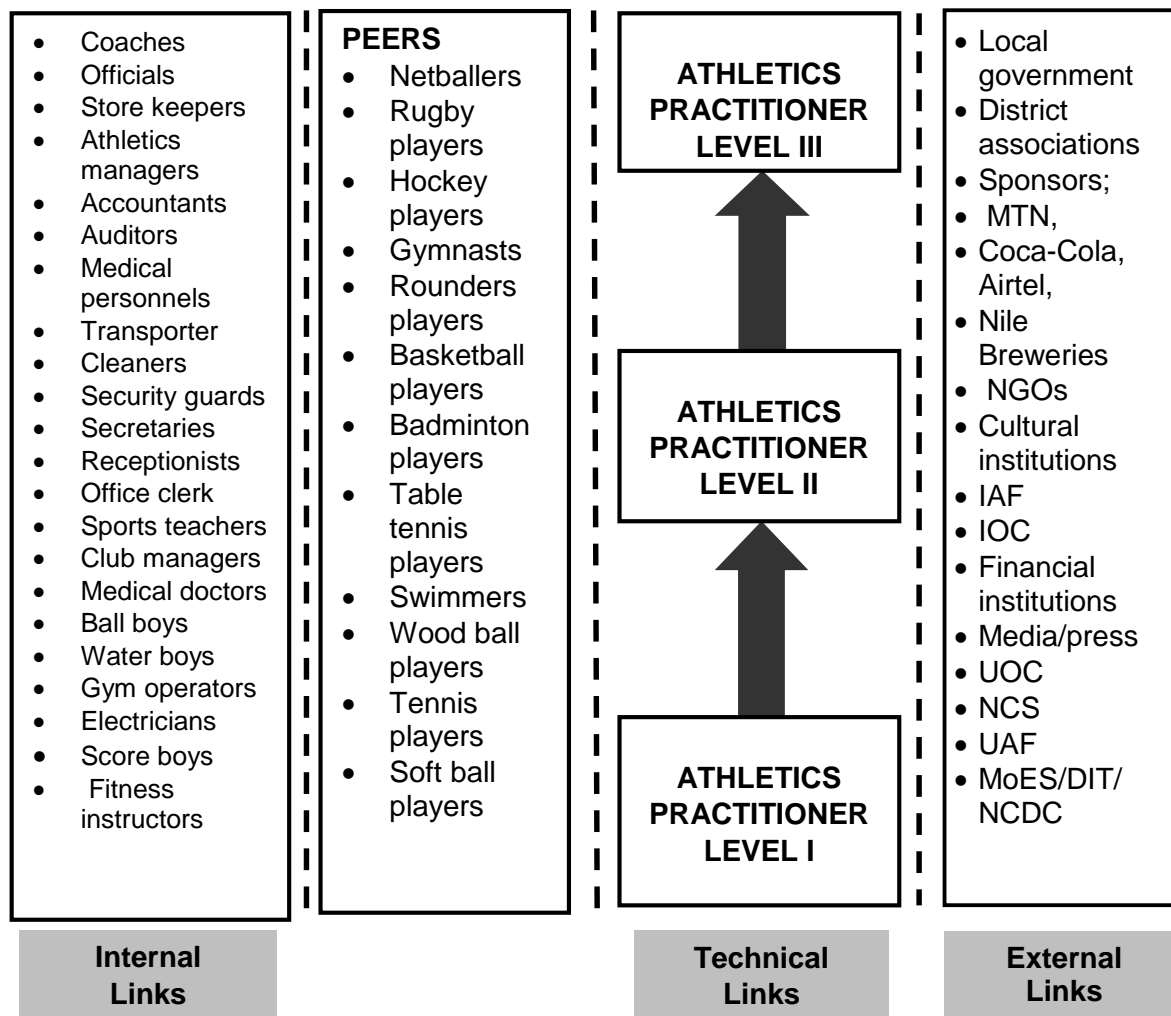 • Coaches
• Officials
• Store keepers
• Athletics
managers
• Accountants
• Auditors
• Medical
personnels
• Transporter
• Cleaners
• Security guards
• Secretaries
• Receptionists
• Office clerk
• Sports teachers
• Club managers
• Medical doctors
• Ball boys
• Water boys
• Gym operators
• Electricians
• Score boys
• Fitness
instructors
Internal
Links
PEERS
• Netballers
• Rugby
players
• Hockey
players
• Gymnasts
• Rounders
players
• Basketball
players
• Badminton
players
• Table
tennis
players
• Swimmers
• Wood ball
players
• Tennis
players
• Soft ball
players
ATHLETICS
PRACTITIONER
LEVEL III
ATHLETICS
PRACTITIONER
LEVEL II
ATHLETICS
PRACTITIONER
LEVEL I
Technical
Links
• Local
government
• District
associations
• Sponsors;
• MTN,
• Coca-Cola,
Airtel,
• Nile
Breweries
• NGOs
• Cultural
institutions
• IAF
• IOC
• Financial
institutions
• Media/press
• UOC
• NCS
• UAF
• MoES/DIT/
NCDC
External
Links